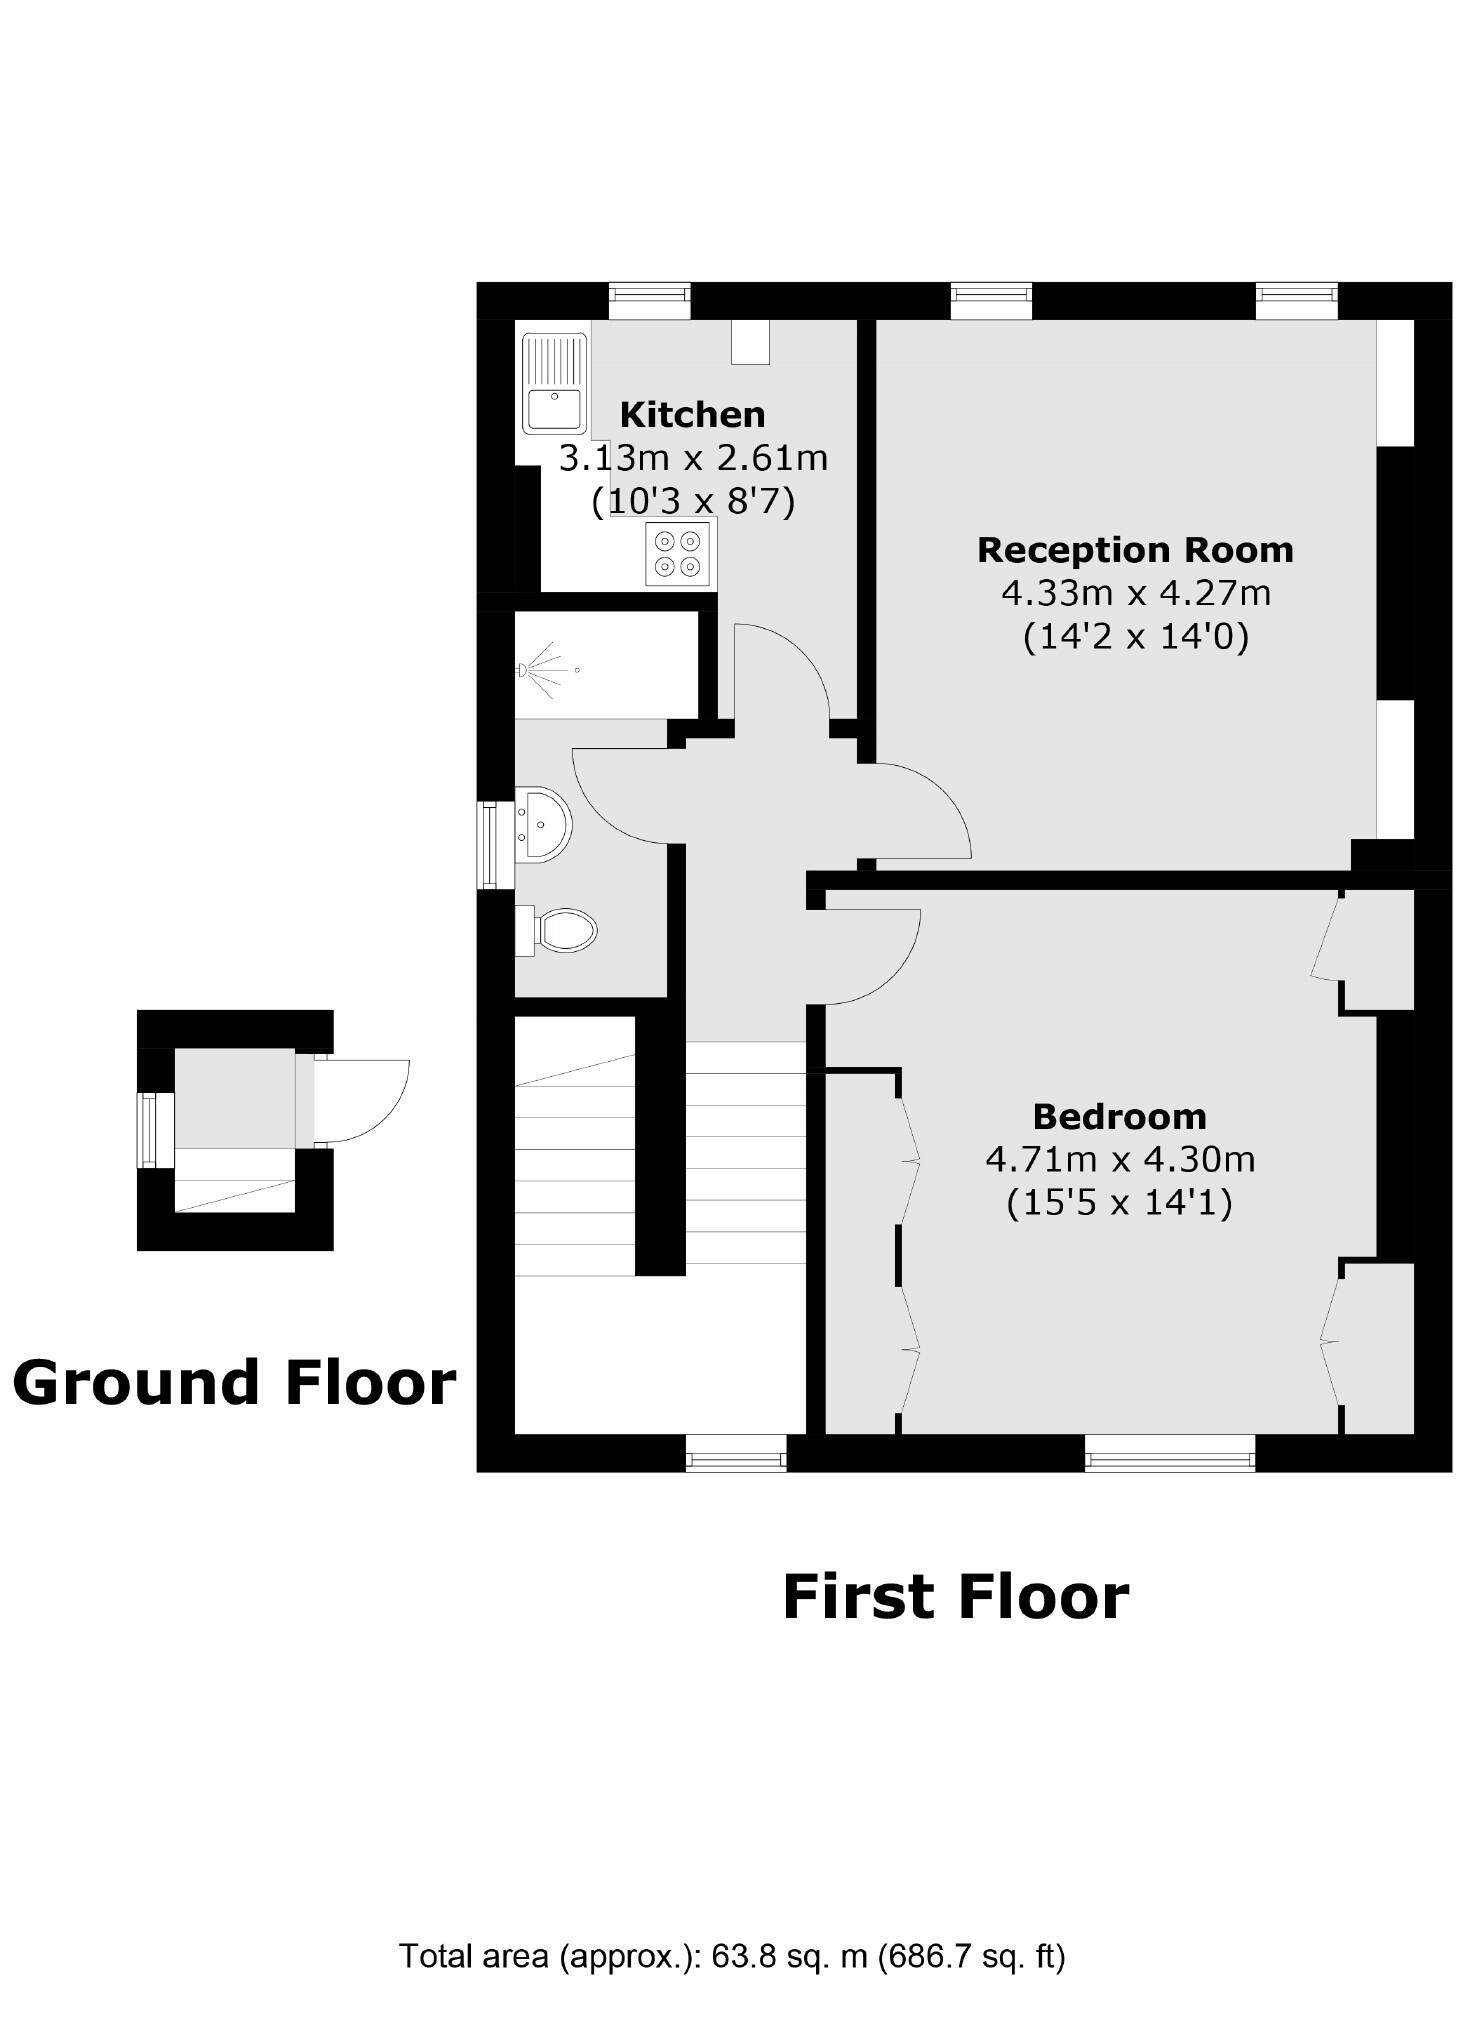 Kitchen
3.13m x 2.61m
(10'3 x 8'7)
Reception Room
4.33m x 4.27m
(14'2 x 14'0)
Bedroom
4.71m x 4.30m
(15'5 x 14'1)
Ground Floor
First Floor
Total area (approx.): 63.8 sq. m (686.7 sq. ft)